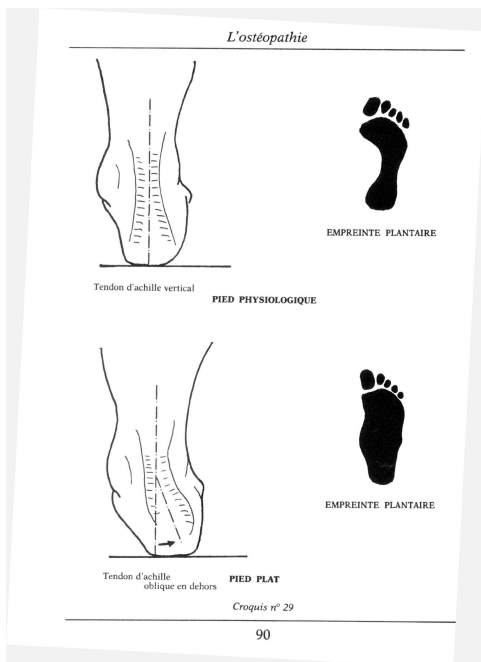 L'ostéopathie
EMPREINTE PLANTAIRE
Tendon d'achille vertical
PIED PHYSIOLOGIQUE
EMPREINTE PLANTAIRE
Tendon d'achille
oblique en dehors
PIED PLAT
Croquis nº 29
90